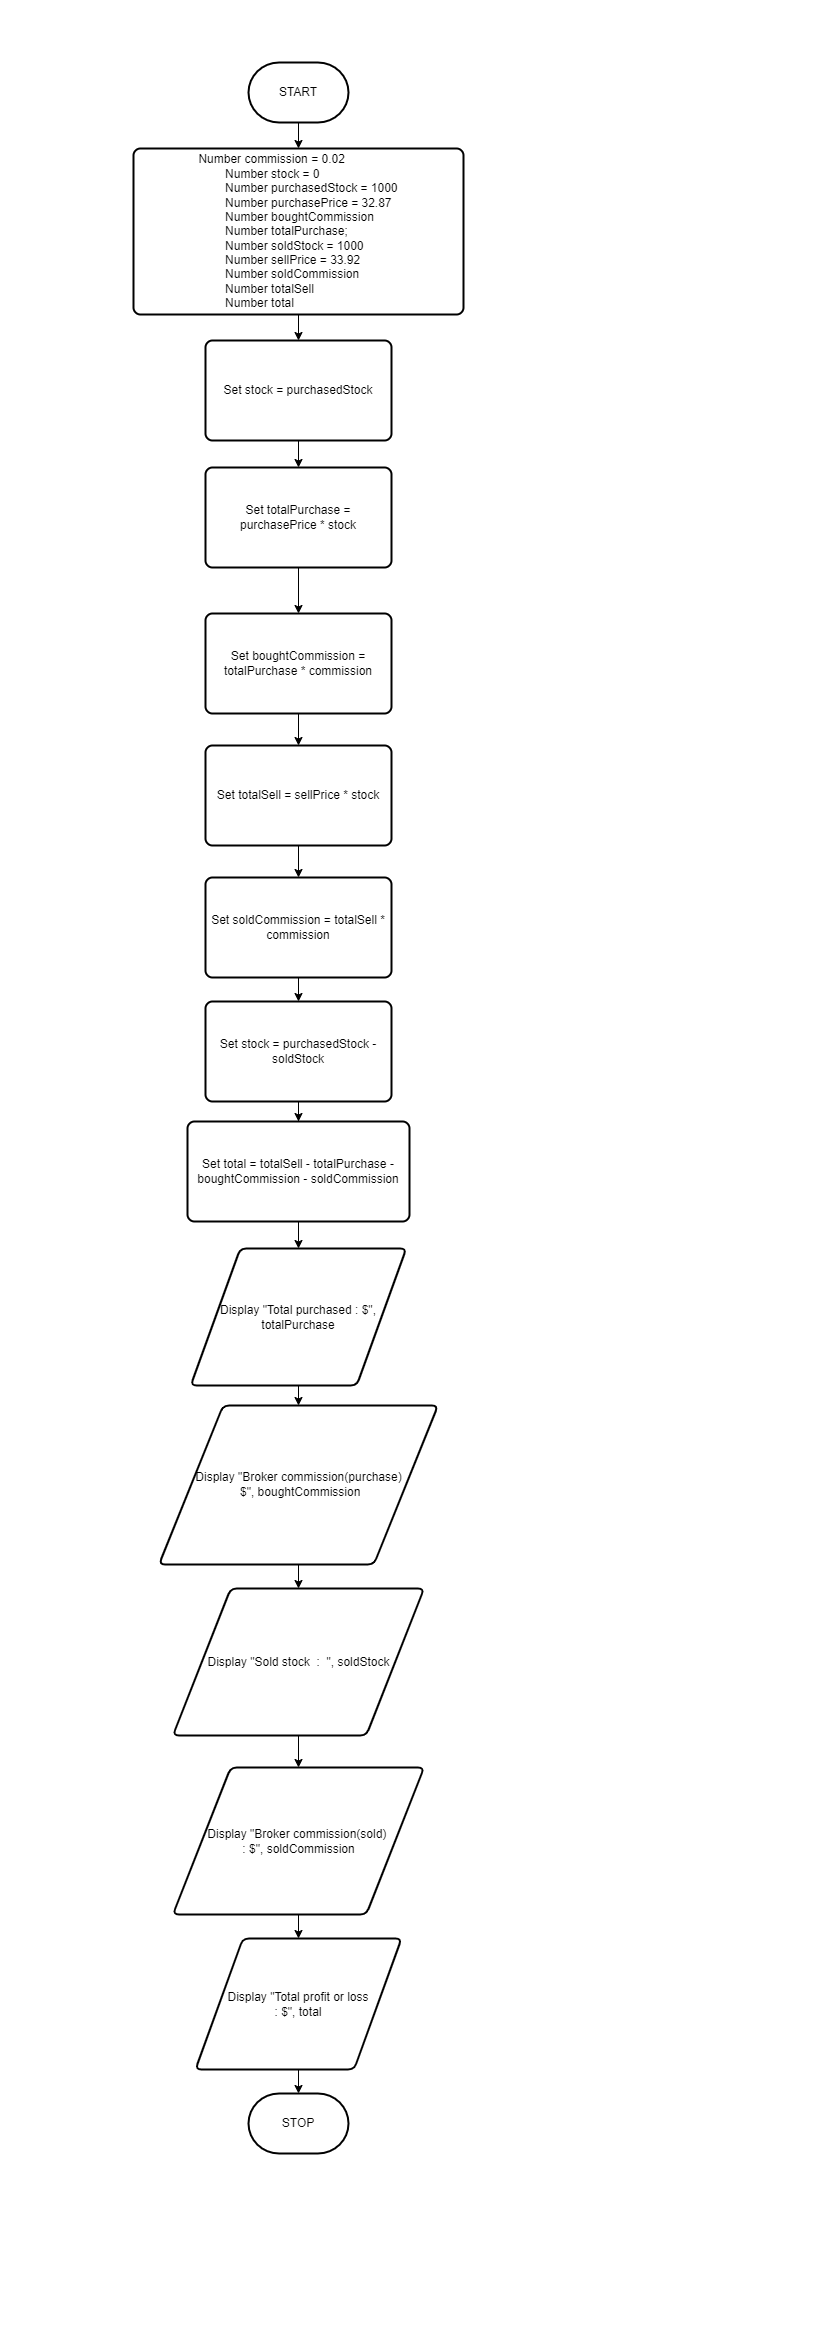 START
Number commission = 0.02
Number stock = 0
Number purchasedStock = 1000
Number purchasePrice = 32.87
Number boughtCommission
Number totalPurchase;
Number soldStock = 1000
Number sellPrice = 33.92
Number soldCommission
Number totalSell
Number total
Set stock = purchasedStock
Set totalPurchase =
purchasePrice * stock
Set boughtCommission =
totalPurchase * commission
Set totalSell = sellPrice * stock
Set soldCommission = totalSell *
commission
Set stock = purchasedStock -
soldStock
Set total = totalSell - totalPurchase -
boughtCommission - soldCommission
Display "Total purchased : $",
totalPurchase
Display "Broker commission(purchase)
$", boughtCommission
Display "Sold stock  :  ", soldStock
Display "Broker commission(sold)
: $", soldCommission
Display "Total profit or loss
: $", total
STOP